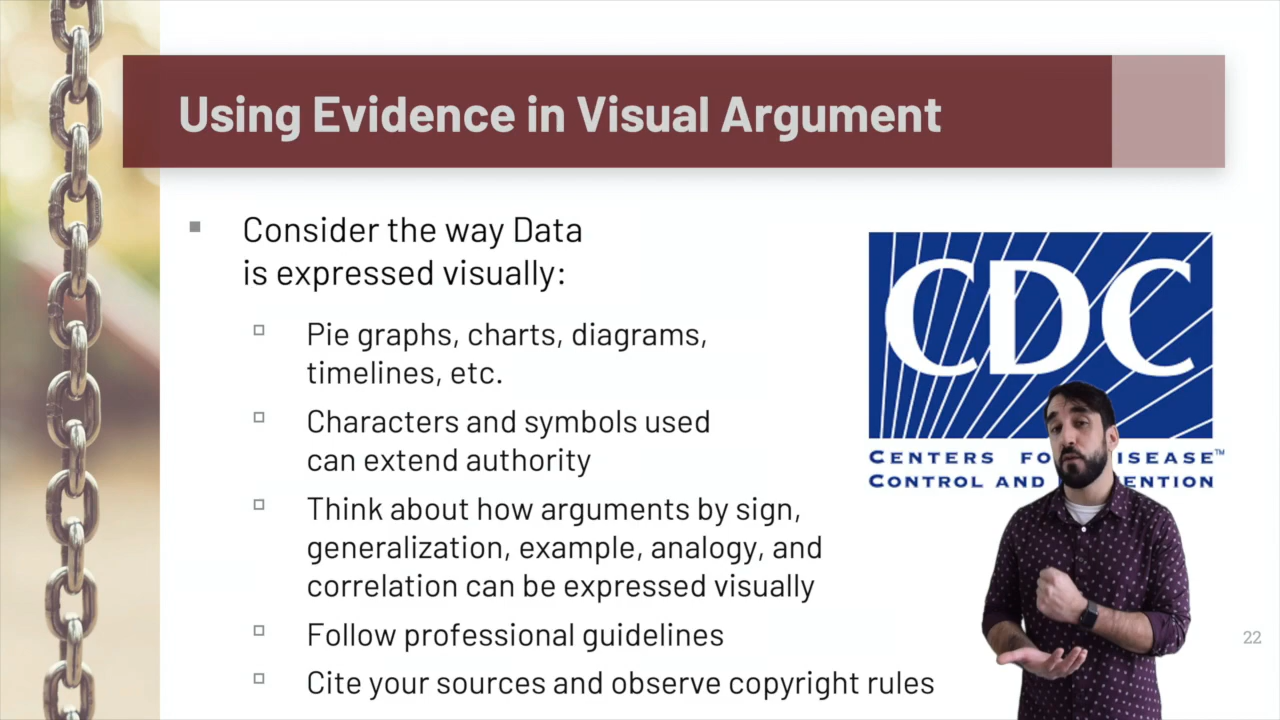 Using Evidence in Visual Argument
Consider the way Data
is expressed visually:
Pie graphs, charts, diagrams,
timelines, etc.
Characters and symbols used
can extend authority
Think about how arguments by sign,
generalization, example, analogy, and
correlation can be expressed visually
Follow professional guidelines
Cite your sources and observe copyright rules
CDC
CENTERS
CONTROL AND
22